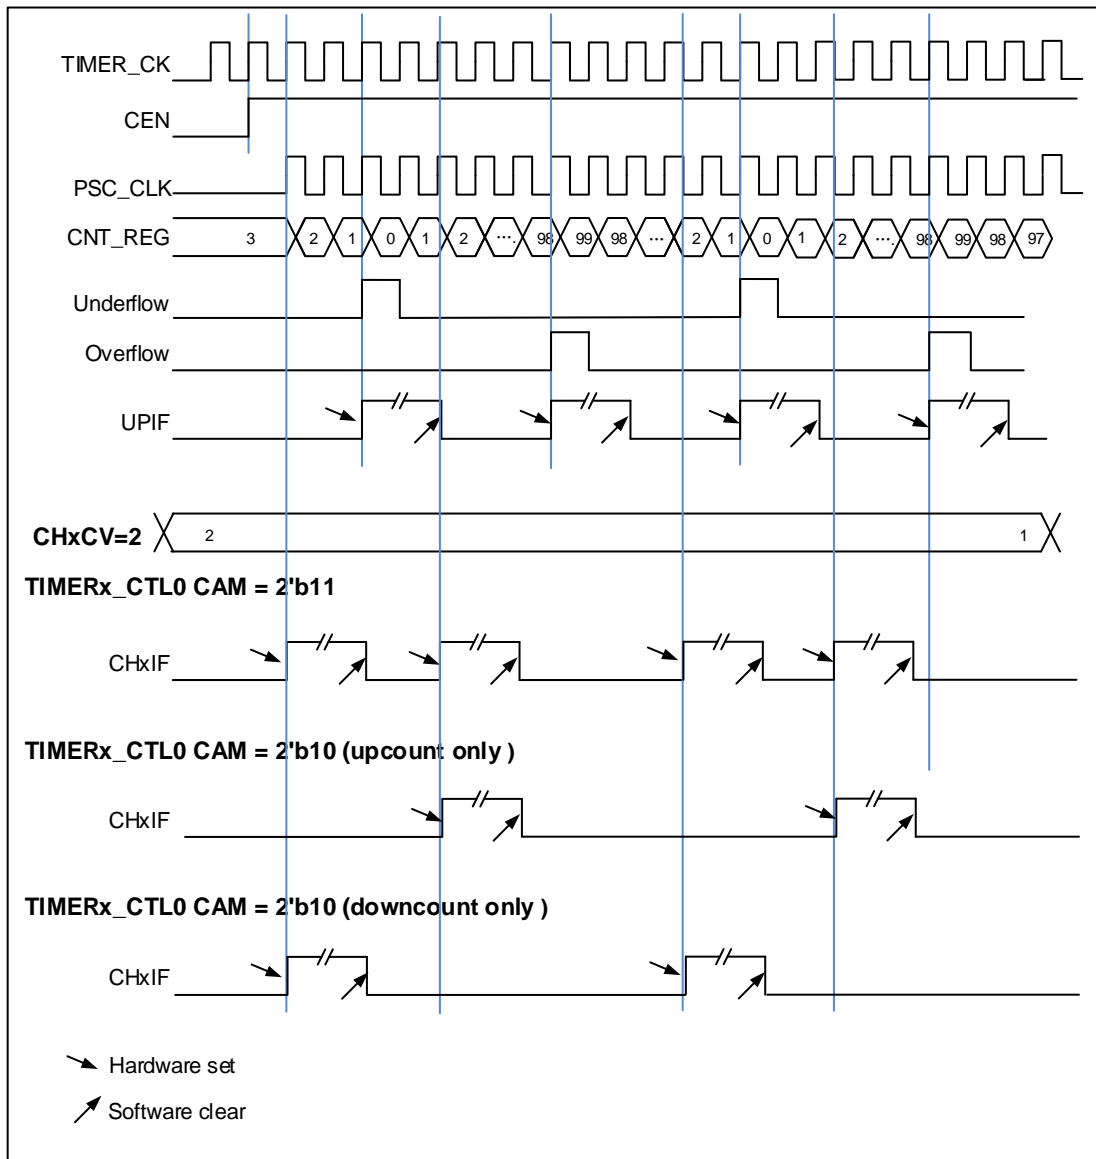 TIMER_CK
CEN
PSC_CLK
CNT_REG 3 2 1 0 1 2 .... 98 99 98 ... 2 1 0 1 2 .... 98 99 98 97
Underflow
Overflow
UPIF
CHxCV=2 2 1
TIMERx_CTL0 CAM = 2'b11
CHxIF
TIMERx_CTL0 CAM = 2'b10 (upcount only )
CHxIF
TIMERx_CTL0 CAM = 2'b10 (downcount only )
CHxIF
Hardware set
Software clear